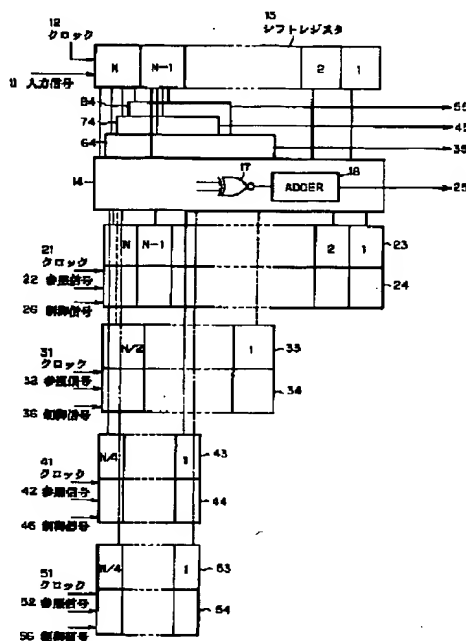 12
クロック
13
シフトレジスタ
11 入力信号
N N-1 2 1
84 55
74 45
64 35
14 17 18
ADDER 25
21 N N-1 2 1 23
クロック
22 参照信号 24
26 制御信号
31 N/2 1 33
クロック
32 参照信号 34
36 制御信号
41 N/4 1 43
クロック
42 参照信号 44
46 制御信号
51 N/4 1 53
クロック
52 参照信号 54
56 制御信号